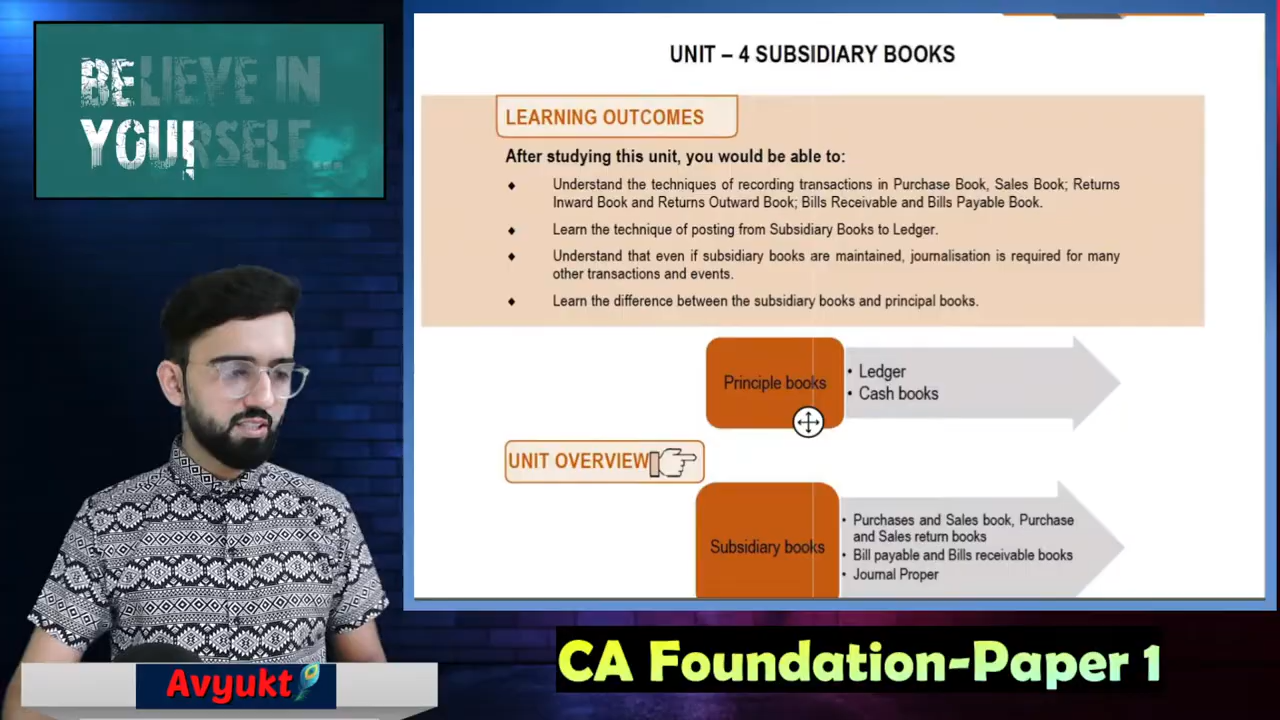 BELIEVE IN
YOURSELF...
UNIT – 4 SUBSIDIARY BOOKS
LEARNING OUTCOMES
After studying this unit, you would be able to:
♦ Understand the techniques of recording transactions in Purchase Book, Sales Book; Returns
Inward Book and Returns Outward Book; Bills Receivable and Bills Payable Book.
♦ Learn the technique of posting from Subsidiary Books to Ledger.
♦ Understand that even if subsidiary books are maintained, journalisation is required for many
other transactions and events.
♦ Learn the difference between the subsidiary books and principal books.
Principle books
• Ledger
• Cash books
UNIT OVERVIEW
Subsidiary books
• Purchases and Sales book, Purchase
and Sales return books
• Bill payable and Bills receivable books
• Journal Proper
Avyukt
CA Foundation-Paper 1